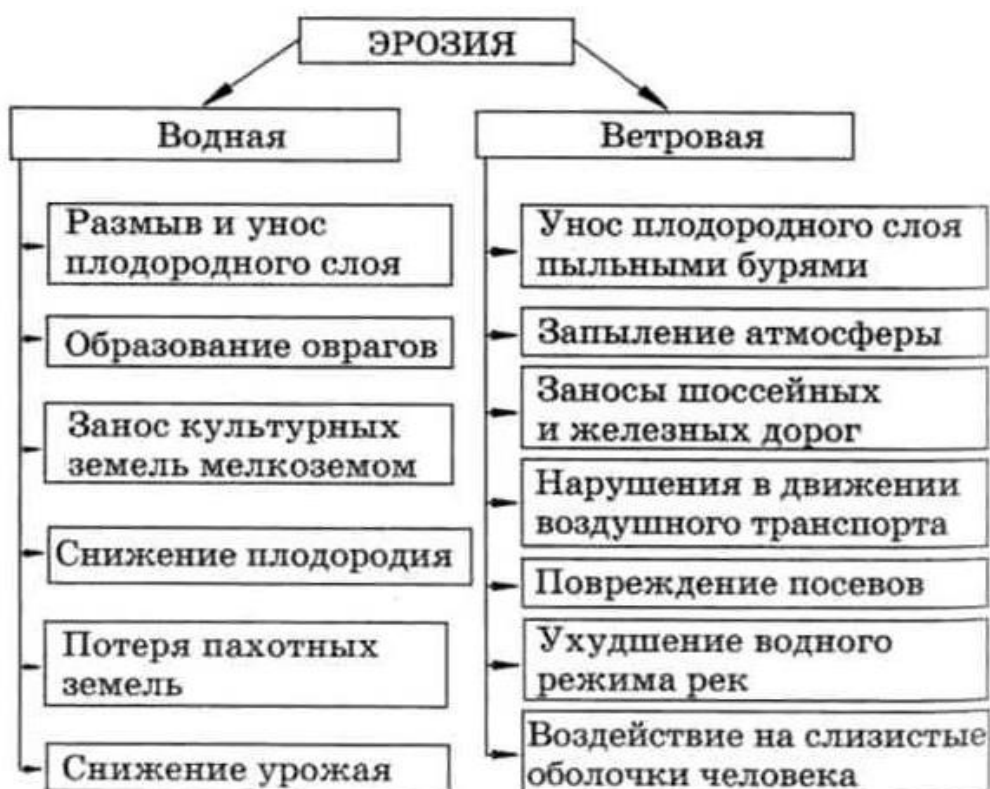 ЭРОЗИЯ
Водная
Размыв и унос
плодородного слоя
Образование оврагов
Занос культурных
земель мелкоземом
Снижение плодородия
Потеря пахотных
земель
Снижение урожая
Ветровая
Унос плодородного слоя
пыльными бурями
Запыление атмосферы
Заносы шоссейных
и железных дорог
Нарушения в движении
воздушного транспорта
Повреждение посевов
Ухудшение водного
режима рек
Воздействие на слизистые
оболочки человека